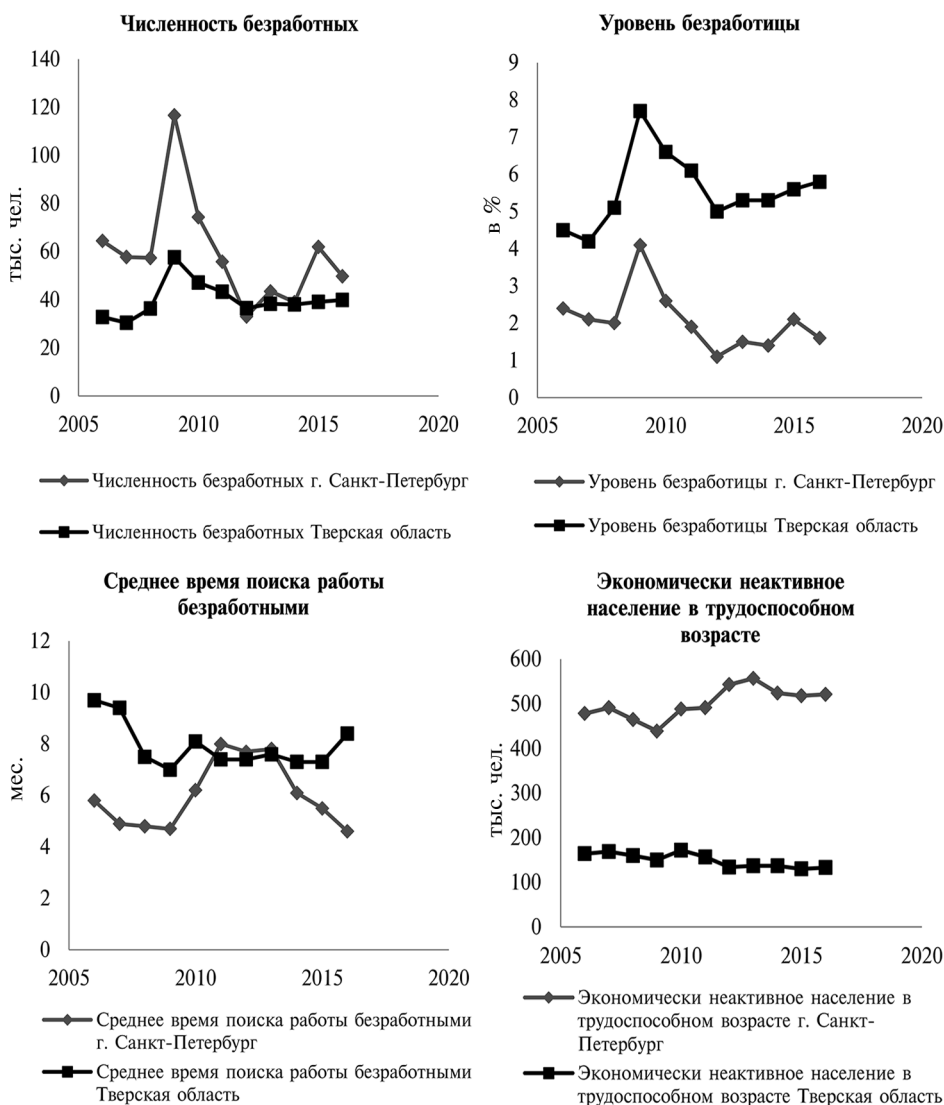 Численность безработных
140
120
100
80
60
40
20
0
тыс. чел.
2005 2010 2015 2020
Численность безработных г. Санкт-Петербург
Численность безработных Тверская область
Уровень безработицы
9
8
7
6
5
4
3
2
1
0
в %
2005 2010 2015 2020
Уровень безработицы г. Санкт-Петербург
Уровень безработицы Тверская область
Среднее время поиска работы
безработными
12
10
8
6
4
2
0
мес.
2005 2010 2015 2020
Среднее время поиска работы безработными
г. Санкт-Петербург
Среднее время поиска работы безработными
Тверская область
Экономически неактивное
население в трудоспособном
возрасте
600
500
400
300
200
100
0
тыс. чел.
2005 2010 2015 2020
Экономически неактивное население в
трудоспособном возрасте г. Санкт-
Петербург
Экономически неактивное население в
трудоспособном возрасте Тверская область